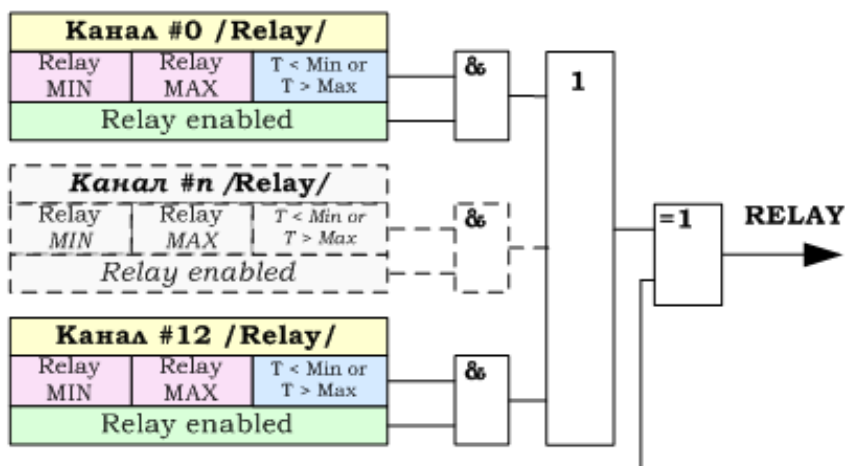 Канал #0 /Relay/
Relay MIN
Relay MAX
T < Min or
T > Max
Relay enabled
&
1
Канал #n /Relay/
Relay MIN
Relay MAX
T < Min or
T > Max
Relay enabled
&
=1
RELAY
Канал #12 /Relay/
Relay MIN
Relay MAX
T < Min or
T > Max
Relay enabled
&